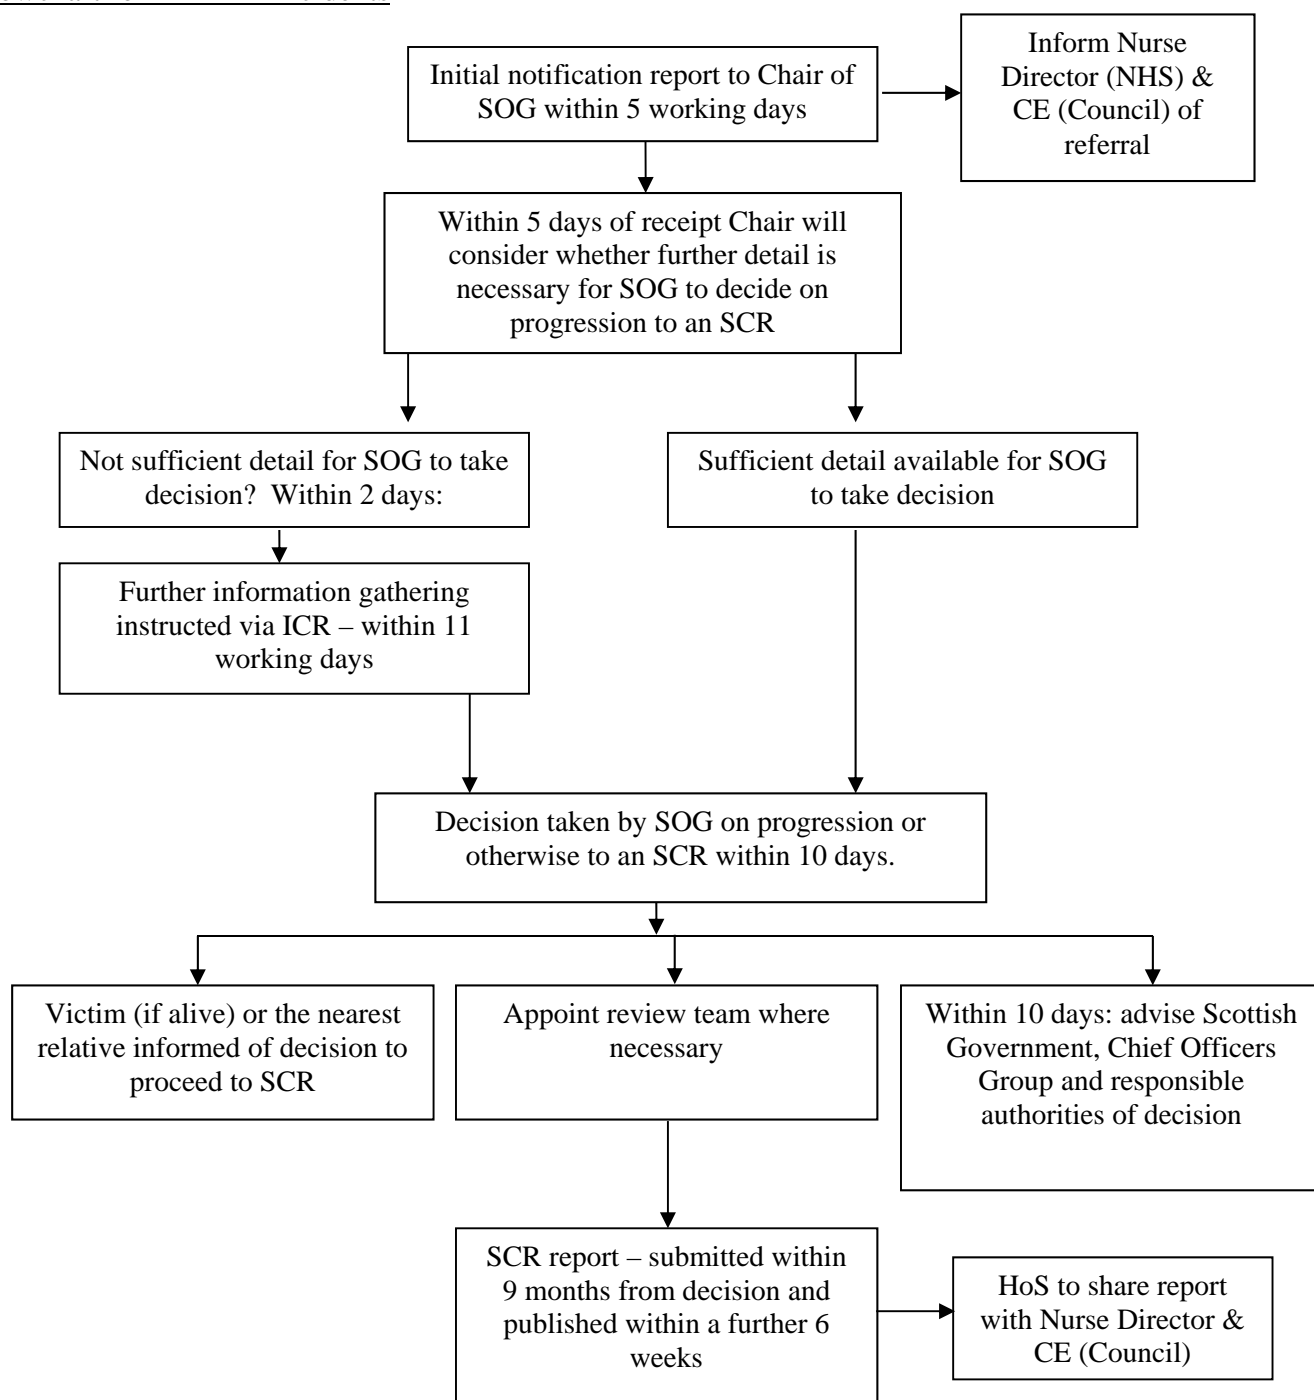 Initial notification report to Chair of
SOG within 5 working days
Inform Nurse
Director (NHS) &
CE (Council) of
referral
Within 5 days of receipt Chair will
consider whether further detail is
necessary for SOG to decide on
progression to an SCR
Not sufficient detail for SOG to take
decision?  Within 2 days:
Sufficient detail available for SOG
to take decision
Further information gathering
instructed via ICR – within 11
working days
Decision taken by SOG on progression or
otherwise to an SCR within 10 days.
Victim (if alive) or the nearest
relative informed of decision to
proceed to SCR
Appoint review team where
necessary
Within 10 days: advise Scottish
Government, Chief Officers
Group and responsible
authorities of decision
SCR report – submitted within
9 months from decision and
published within a further 6
weeks
HoS to share report
with Nurse Director &
CE (Council)